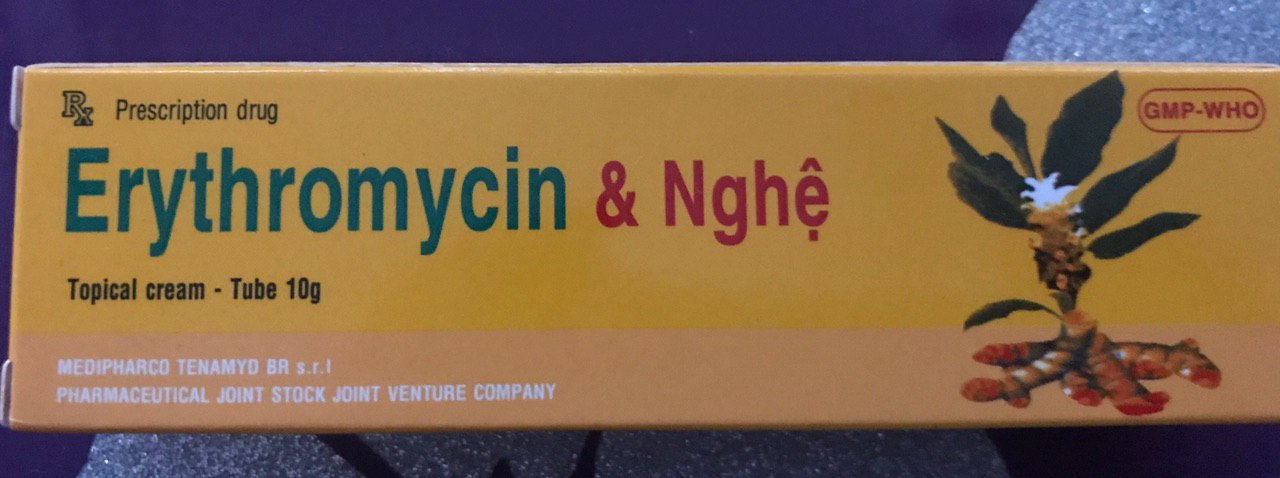 Rx Prescription drug
GMP-WHO
Erythromycin & Nghệ
Topical cream - Tube 10g
MEDIPHARCO TENAMYD BR s.r.l
PHARMACEUTICAL JOINT STOCK JOINT VENTURE COMPANY